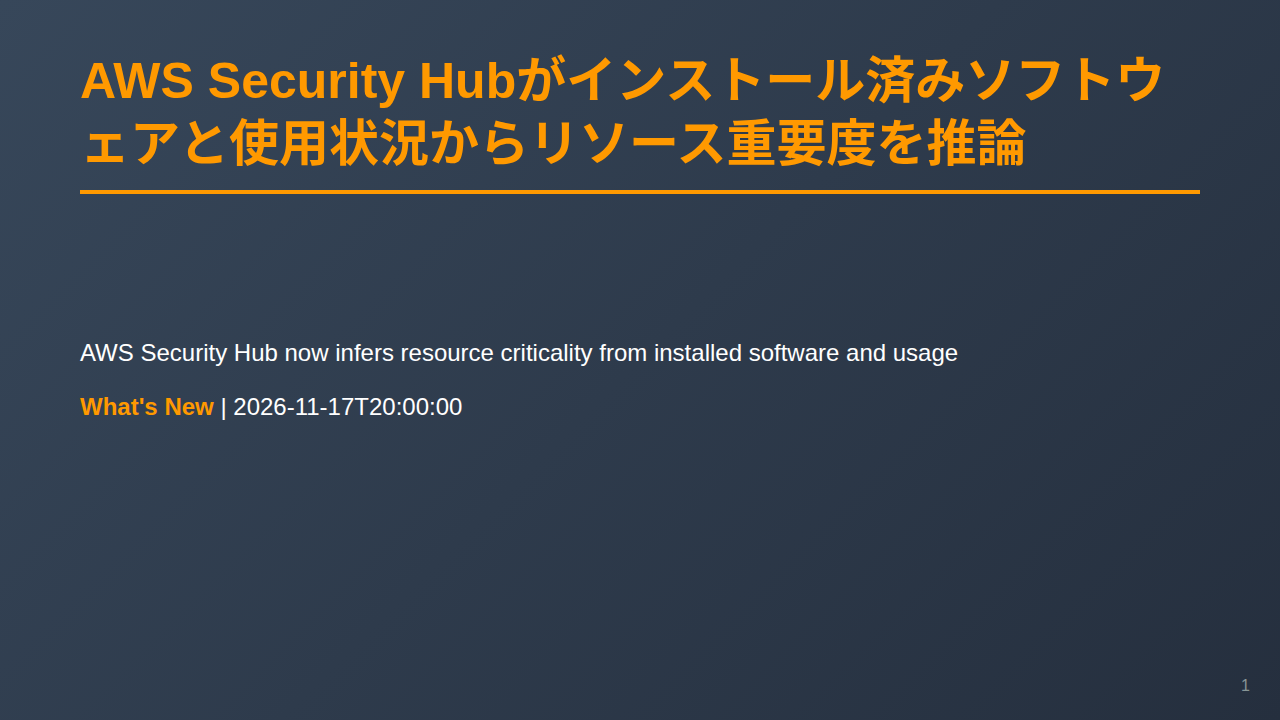 AWS Security Hubがインストール済みソフトウ
ェアと使用状況からリソース重要度を推論
AWS Security Hub now infers resource criticality from installed software and usage
What's New | 2026-11-17T20:00:00
1